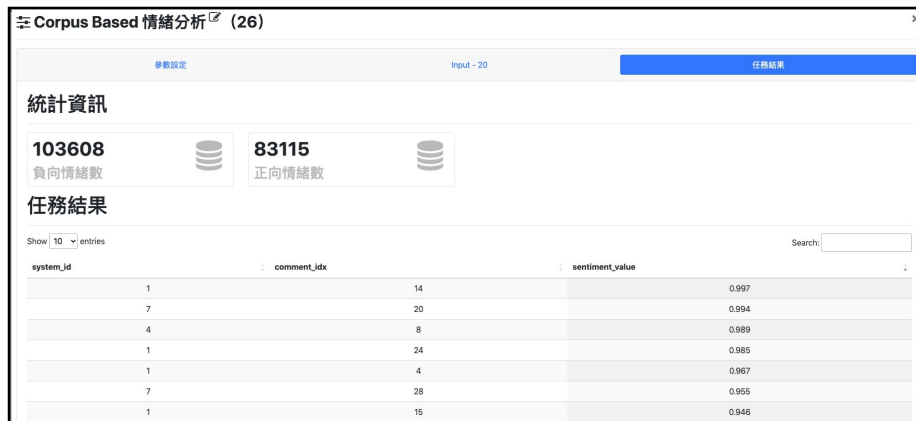 Corpus Based 情緒分析 （26）
參數設定 Input - 20 任務結果
統計資訊
103608 83115
負向情緒數 正向情緒數
任務結果
Show 10 entries Search:
system_id comment_idx sentiment_value
1 14 0.997
7 20 0.994
4 8 0.989
1 24 0.985
1 4 0.967
7 28 0.955
1 15 0.946